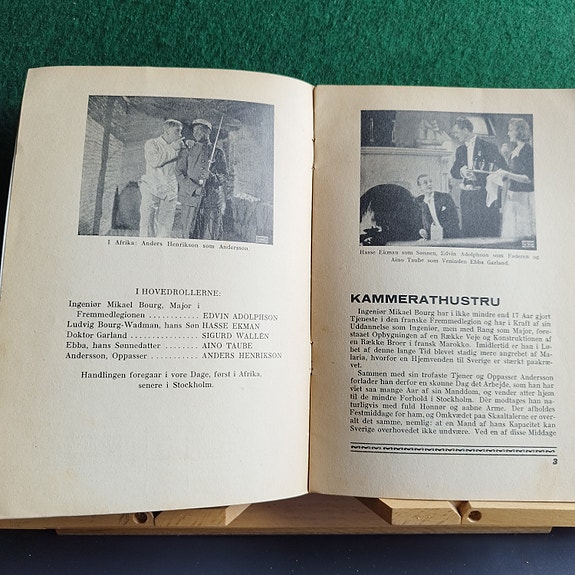 I Afrika: Anders Henrikson som Andersson.
I HOVEDROLLERNE:
Ingeniør Mikael Bourg, Major i
Fremmedlegionen - - - - - - EDVIN ADOLPHSON
Ludvig Bourg-Wadman, hans Søn HASSE EKMAN
Doktor Garland - - - - - - - - - - - SIGURD WALLÉN
Ebba, hans Sønnedatter - - - - - - AINO TAUBE
Andersson, Oppasser - - - - ANDERS HENRIKSON
Handlingen foregaar i vore Dage, først i Afrika,
senere i Stockholm.
Hasse Ekman som Sønnen, Edvin Adolphson som Faderen og
Aino Taube som Veninden Ebba Garland.
KAMMERATHUSTRU
Ingeniør Mikael Bourg har i ikke mindre end 17 Aar gjort
Tjeneste i den franske Fremmedlegion og har i Kraft af sin
Uddannelse som Ingeniør, men med Rang som Major, fore-
staaet Opbygningen af en Række Veje og Konstruktionen af
en Række Broer i fransk Marokko. Imidlertid er han i Lø-
bet af denne lange Tid blevet stadig mere angrebet af Ma-
laria, hvorfor en Hjemvenden til Sverige er stærkt paakræ-
vet.
Sammen med sin trofaste Tjener og Oppasser Andersson
forlader han derfor en skønne Dag det Arbejde, som han har
viet saa mange Aar af sin Manddom, og vender atter hjem
til de mindre Forhold i Stockholm. Dér modtages han na-
turligvis med fuld Honnør og aabne Arme. Der afholdes
Festmiddage for ham, og Omkvædet paa Skaaltalerne er over-
alt det samme, nemlig: at en Mand af hans Kapacitet kan
Sverige overhovedet ikke undvære. Ved en af disse Middage
3